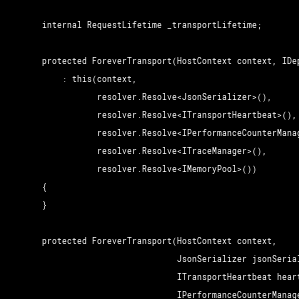 internal RequestLifetime _transportLifetime;
protected ForeverTransport(HostContext context,
: this(context,
resolver.Resolve<JsonSerializer>(),
resolver.Resolve<ITransportHeartbeat>(),
resolver.Resolve<IPerformanceCounterManag
resolver.Resolve<ITraceManager>(),
resolver.Resolve<IMemoryPool>())
{
}
protected ForeverTransport(HostContext context,
JsonSerializer jsonSerial
ITransportHeartbeat heart
IPerformanceCounterManage